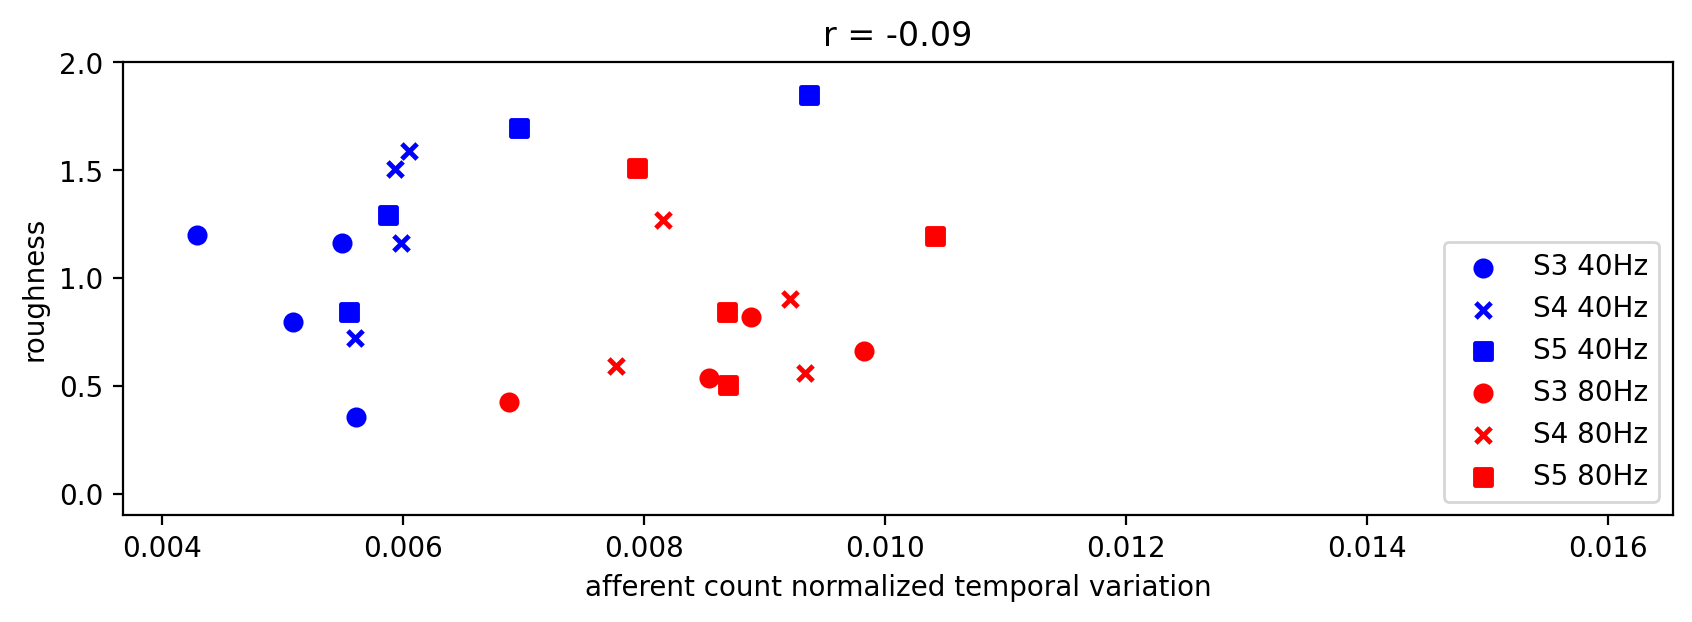 r = -0.09
2.0
1.5
1.0
0.5
0.0
roughness
S3 40Hz
S4 40Hz
S5 40Hz
S3 80Hz
S4 80Hz
S5 80Hz
0.004 0.006 0.008 0.010 0.012 0.014 0.016
afferent count normalized temporal variation